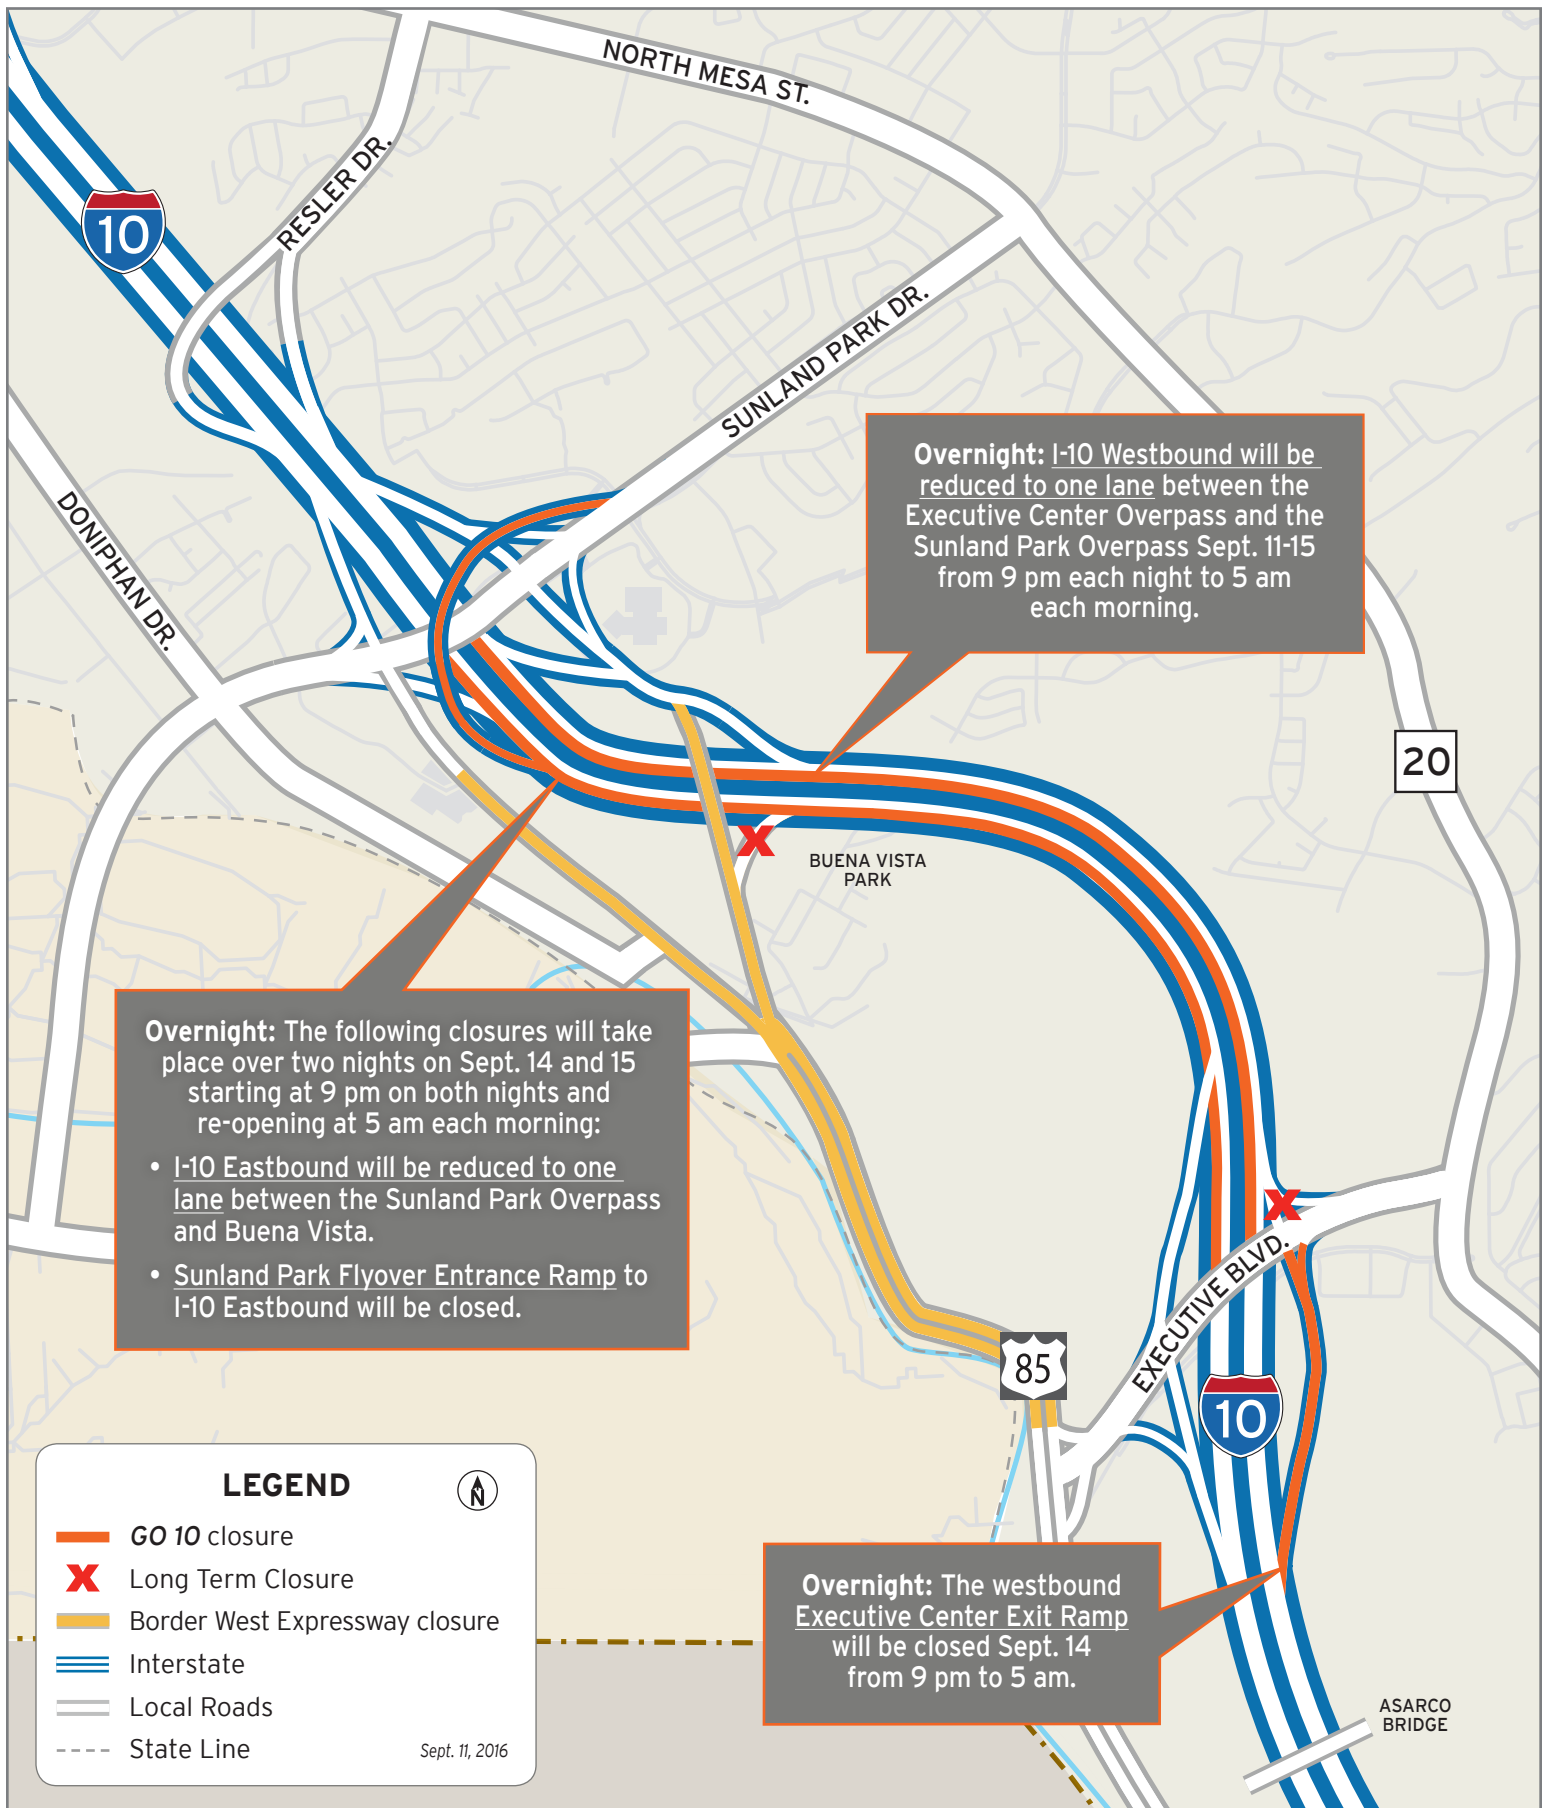 NORTH MESA ST.
RESLER DR.
10
SUNLAND PARK DR.
DONIPHAN DR.
Overnight: I-10 Westbound will be
reduced to one lane between the
Executive Center Overpass and the
Sunland Park Overpass Sept. 11-15
from 9 pm each night to 5 am
each morning.
20
BUENA VISTA
PARK
Overnight: The following closures will take
place over two nights on Sept. 14 and 15
starting at 9 pm on both nights and
re-opening at 5 am each morning:
• I-10 Eastbound will be reduced to one
lane between the Sunland Park Overpass
and Buena Vista.
• Sunland Park Flyover Entrance Ramp to
I-10 Eastbound will be closed.
EXECUTIVE BLVD.
85
10
LEGEND
N
GO 10 closure
X Long Term Closure
Border West Expressway closure
Interstate
Local Roads
State Line
Sept. 11, 2016
Overnight: The westbound
Executive Center Exit Ramp
will be closed Sept. 14
from 9 pm to 5 am.
ASARCO
BRIDGE